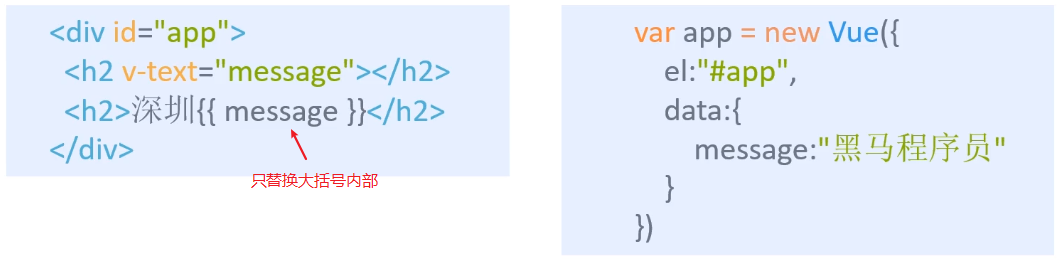 <div id="app">
<h2 v-text="message"></h2>
<h2>深圳{{ message }}</h2>
</div>
只替换大括号内部
var app = new Vue({
el:"#app",
data:{
message:"黑马程序员"
}
})